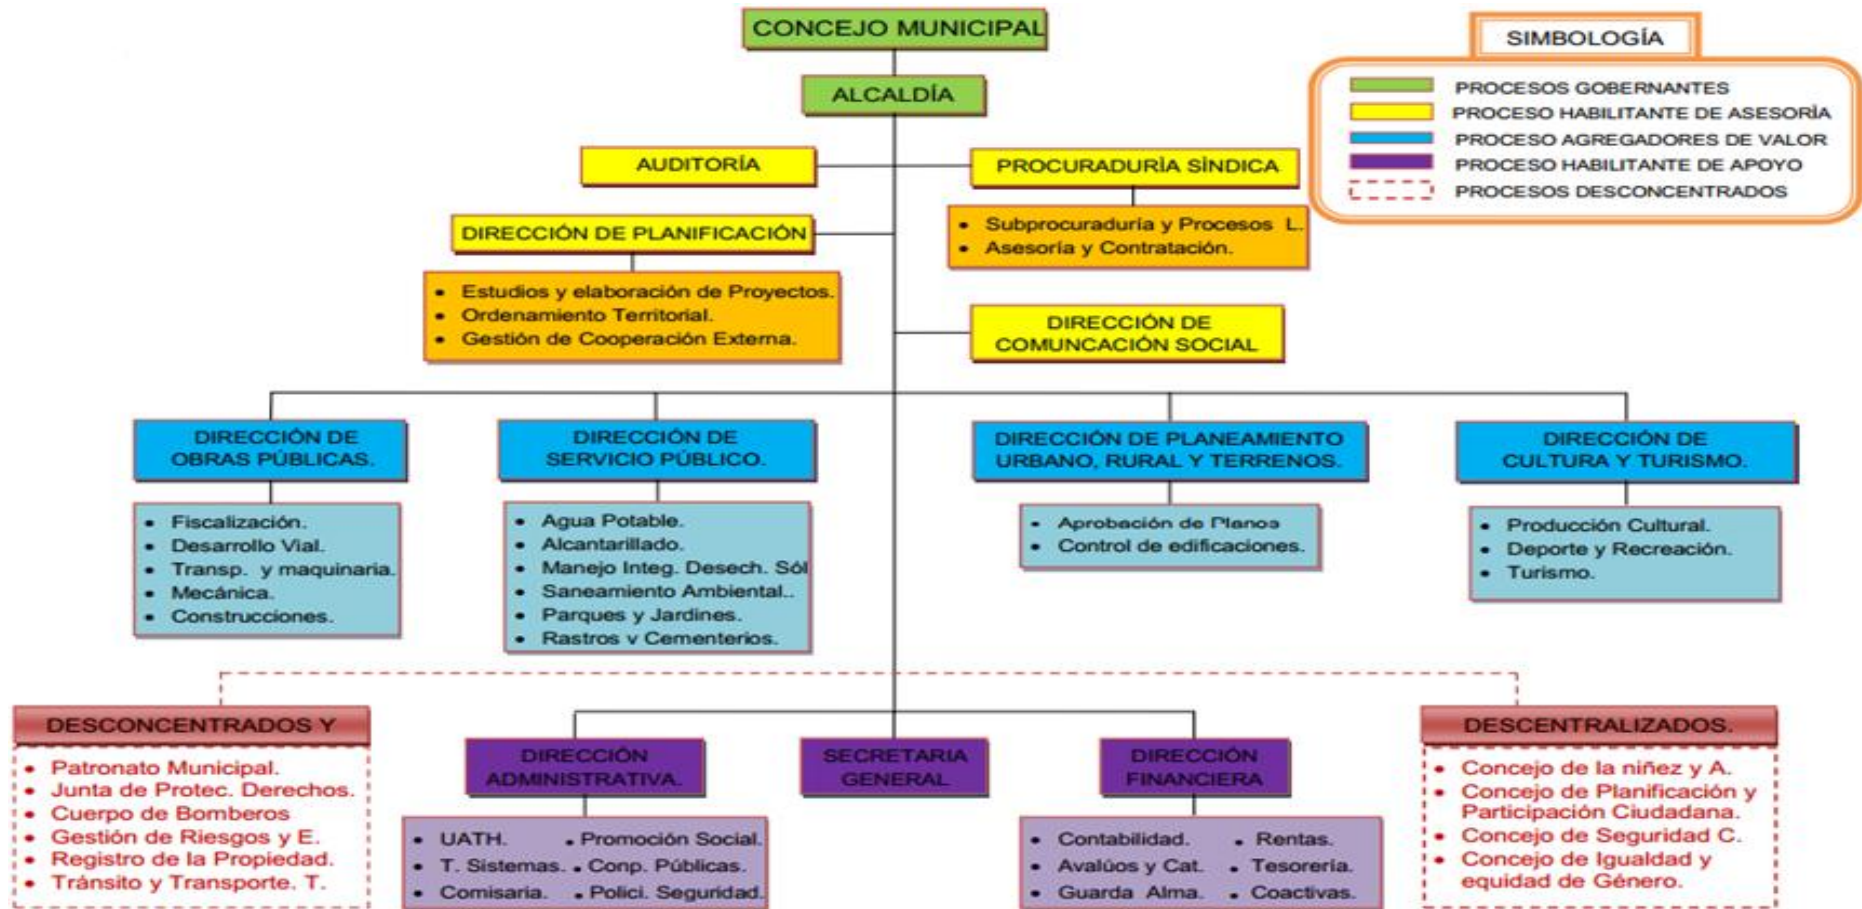 CONCEJO MUNICIPAL
ALCALDÍA
SIMBOLOGÍA
PROCESOS GOBERNANTES
PROCESO HABILITANTE DE ASESORÌA
PROCESO AGREGADORES DE VALOR
PROCESO HABILITANTE DE APOYO
PROCESOS DESCONCENTRADOS
AUDITORÍA
PROCURADURÌA SÌNDICA
• Subprocuraduría y Procesos L.
• Asesoría y Contratación.
DIRECCIÓN DE PLANIFICACIÓN
• Estudios y elaboración de Proyectos.
• Ordenamiento Territorial.
• Gestión de Cooperación Externa.
DIRECCIÓN DE
COMUNCACIÓN SOCIAL
DIRECCIÓN DE
OBRAS PÚBLICAS.
• Fiscalización.
• Desarrollo Vial.
• Transp. y maquinaria.
• Mecánica.
• Construcciones.
DIRECCIÓN DE
SERVICIO PÚBLICO.
• Agua Potable.
• Alcantarillado.
• Manejo Integ. Desech. Sól
• Saneamiento Ambiental..
• Parques y Jardines.
• Rastros y Cementerios.
DIRECCIÓN DE PLANEAMIENTO
URBANO, RURAL Y TERRENOS.
• Aprobación de Planos
• Control de edificaciones.
DIRECCIÓN DE
CULTURA Y TURISMO.
• Producción Cultural.
• Deporte y Recreación.
• Turismo.
DESCONCENTRADOS Y
• Patronato Municipal.
• Junta de Protec. Derechos.
• Cuerpo de Bomberos
• Gestión de Riesgos y E.
• Registro de la Propiedad.
• Tránsito y Transporte. T.
DIRECCIÓN
ADMINISTRATIVA.
• UATH. • Promoción Social.
• T. Sistemas. • Conp. Públicas.
• Comisaria. • Polici. Seguridad.
SECRETARIA
GENERAL
DIRECCIÓN
FINANCIERA
• Contabilidad. • Rentas.
• Avalúos y Cat. • Tesorería.
• Guarda Alma. • Coactivas.
DESCENTRALIZADOS.
• Concejo de la niñez y A.
• Concejo de Planificación y
Participación Ciudadana.
• Concejo de Seguridad C.
• Concejo de Igualdad y
equidad de Género.